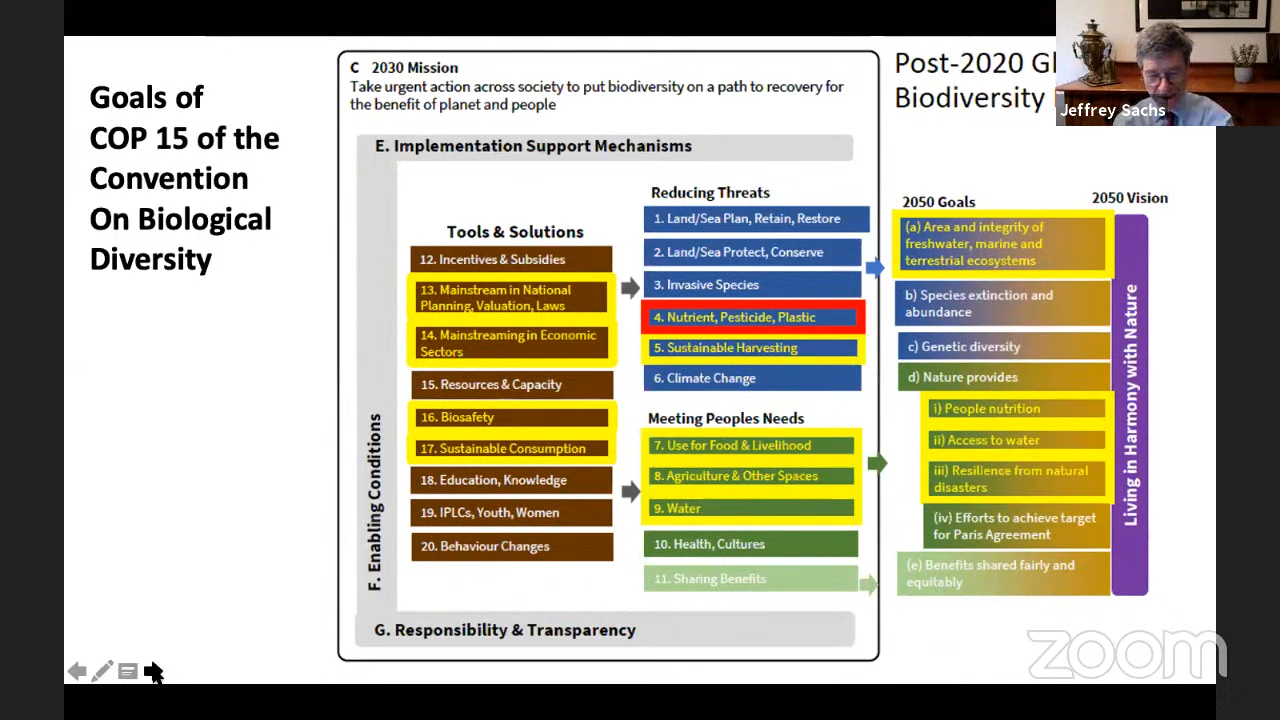 Goals of
COP 15 of the
Convention
On Biological
Diversity
C 2030 Mission
Take urgent action across society to put biodiversity on a path to recovery for
the benefit of planet and people
E. Implementation Support Mechanisms
F. Enabling Conditions
Tools & Solutions
12. Incentives & Subsidies
13. Mainstream in National
Planning, Valuation, Laws
14. Mainstreaming in Economic
Sectors
15. Resources & Capacity
16. Biosafety
17. Sustainable Consumption
18. Education, Knowledge
19. IPLCs, Youth, Women
20. Behaviour Changes
Reducing Threats
1. Land/Sea Plan, Retain, Restore
2. Land/Sea Protect, Conserve
3. Invasive Species
4. Nutrient, Pesticide, Plastic
5. Sustainable Harvesting
6. Climate Change
Meeting Peoples Needs
7. Use for Food & Livelihood
8. Agriculture & Other Spaces
9. Water
10. Health, Cultures
11. Sharing Benefits
G. Responsibility & Transparency
Post-2020
Biodiversity
Jeffrey Sachs
2050 Goals
(a) Area and integrity of
freshwater, marine and
terrestrial ecosystems
b) Species extinction and
abundance
c) Genetic diversity
d) Nature provides
i) People nutrition
ii) Access to water
iii) Resilience from natural
disasters
(iv) Efforts to achieve target
for Paris Agreement
(e) Benefits shared fairly and
equitably
2050 Vision
Living in Harmony with Nature
zoom